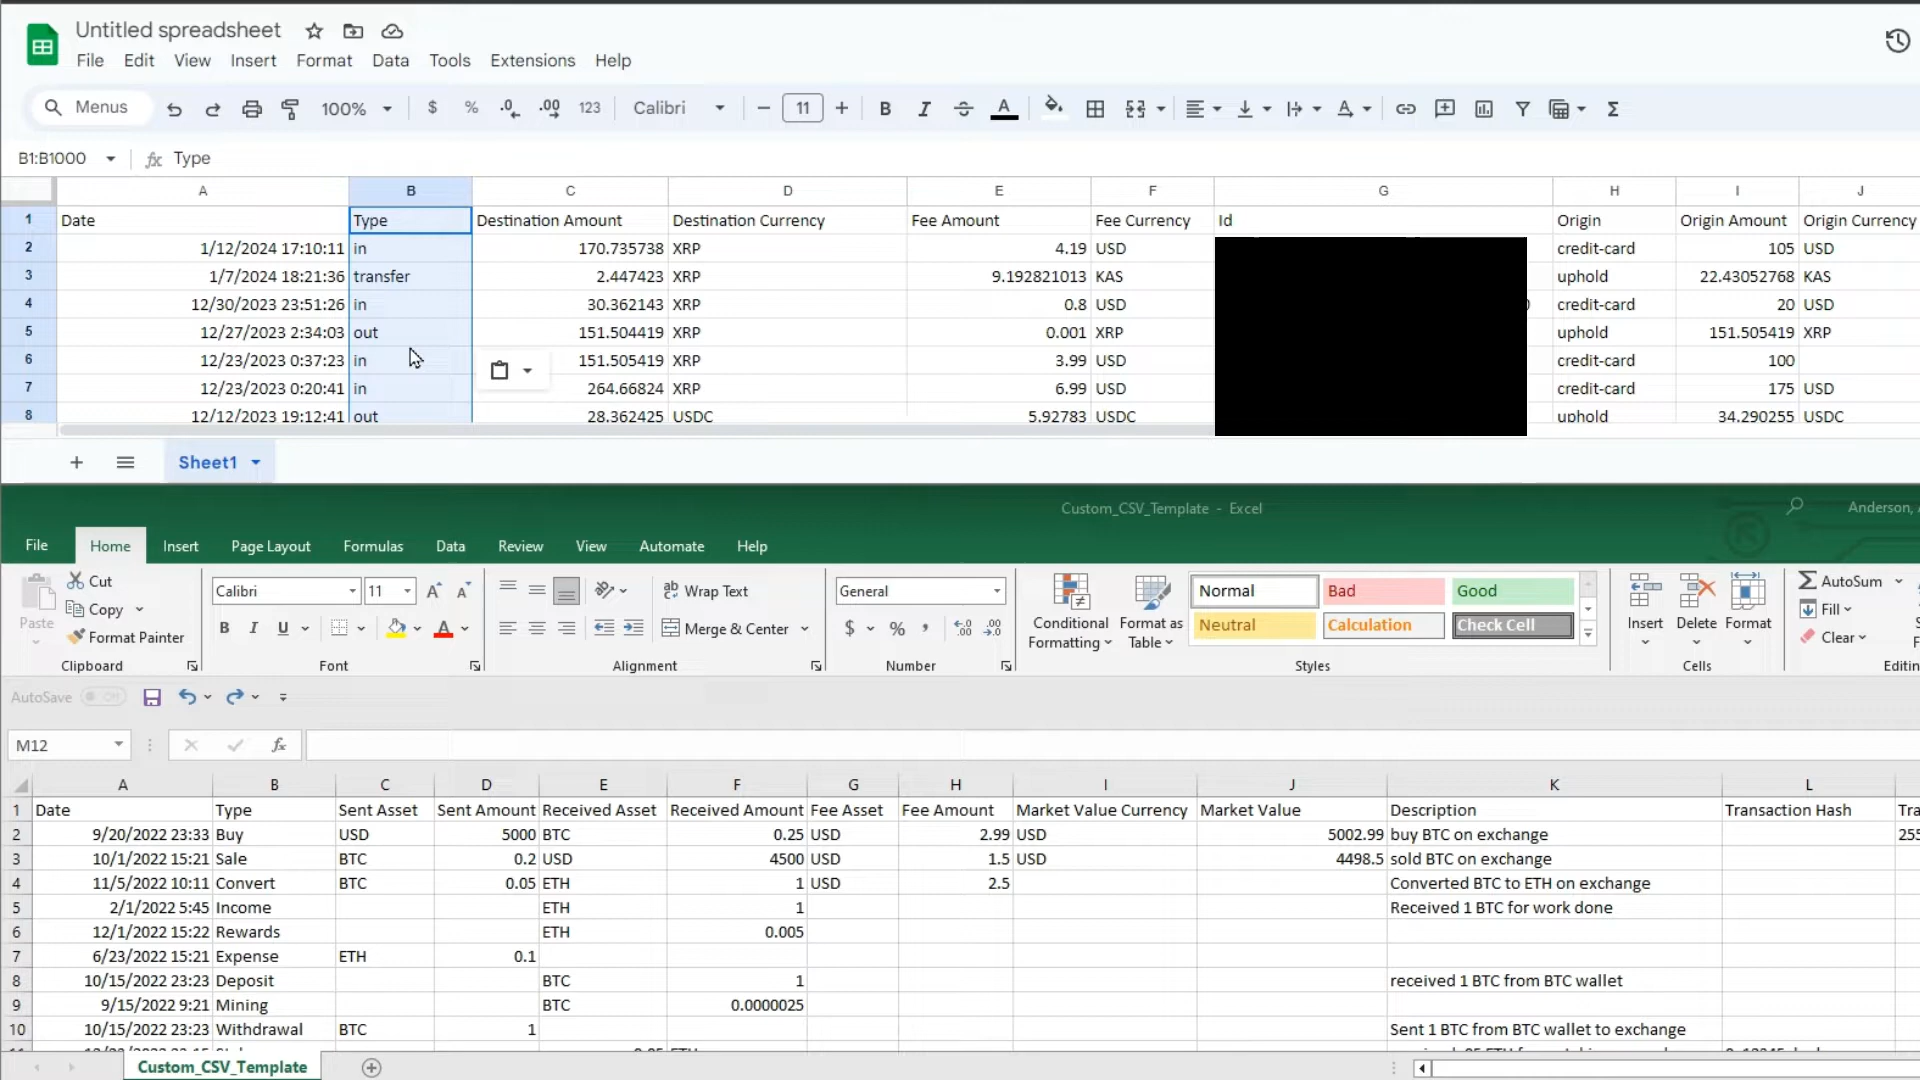 Untitled spreadsheet
File Edit View Insert Format Data Tools Extensions Help
Menus 100% $ % .0 .00 123 Calibri 11 B I A Σ
B1:B1000 fx Type
A B C D E F G H I J
1 Date Type Destination Amount Destination Currency Fee Amount Fee Currency Id Origin Origin Amount Origin Currency
2 1/12/2024 17:10:11 in 170.735738 XRP 4.19 USD credit-card 105 USD
3 1/7/2024 18:21:36 transfer 2.447423 XRP 9.192821013 KAS uphold 22.43052768 KAS
4 12/30/2023 23:51:26 in 30.362143 XRP 0.8 USD credit-card 20 USD
5 12/27/2023 2:34:03 out 151.504419 XRP 0.001 XRP uphold 151.505419 XRP
6 12/23/2023 0:37:23 in 151.505419 XRP 3.99 USD credit-card 100
7 12/23/2023 0:20:41 in 264.66824 XRP 6.99 USD credit-card 175 USD
8 12/12/2023 19:12:41 out 28.362425 USDC 5.92783 USDC uphold 34.290255 USDC
Sheet1
Custom_CSV_Template - Excel Anderson,
File Home Insert Page Layout Formulas Data Review View Automate Help
Paste Cut Copy Format Painter Clipboard
Calibri 11 B I U Font
Wrap Text Merge & Center Alignment
General $ % Number
Conditional Formatting Format as Table
Normal Bad Good
Neutral Calculation Check Cell
Styles
Insert Delete Format Cells
AutoSum Fill Clear
AutoSave Off
M12 fx
A B C D E F G H I J K L
1 Date Type Sent Asset Sent Amount Received Asset Received Amount Fee Asset Fee Amount Market Value Currency Market Value Description Transaction Hash Tra
2 9/20/2022 23:33 Buy USD 5000 BTC 0.25 USD 2.99 USD 5002.99 buy BTC on exchange 255
3 10/1/2022 15:21 Sale BTC 0.2 USD 4500 USD 1.5 USD 4498.5 sold BTC on exchange
4 11/5/2022 10:11 Convert BTC 0.05 ETH 1 USD 2.5 Converted BTC to ETH on exchange
5 2/1/2022 5:45 Income ETH 1 Received 1 BTC for work done
6 12/1/2022 15:22 Rewards ETH 0.005
7 6/23/2022 15:21 Expense ETH 0.1
8 10/15/2022 23:23 Deposit BTC 1 received 1 BTC from BTC wallet
9 9/15/2022 9:21 Mining BTC 0.0000025
10 10/15/2022 23:23 Withdrawal BTC 1 Sent 1 BTC from BTC wallet to exchange
Custom_CSV_Template